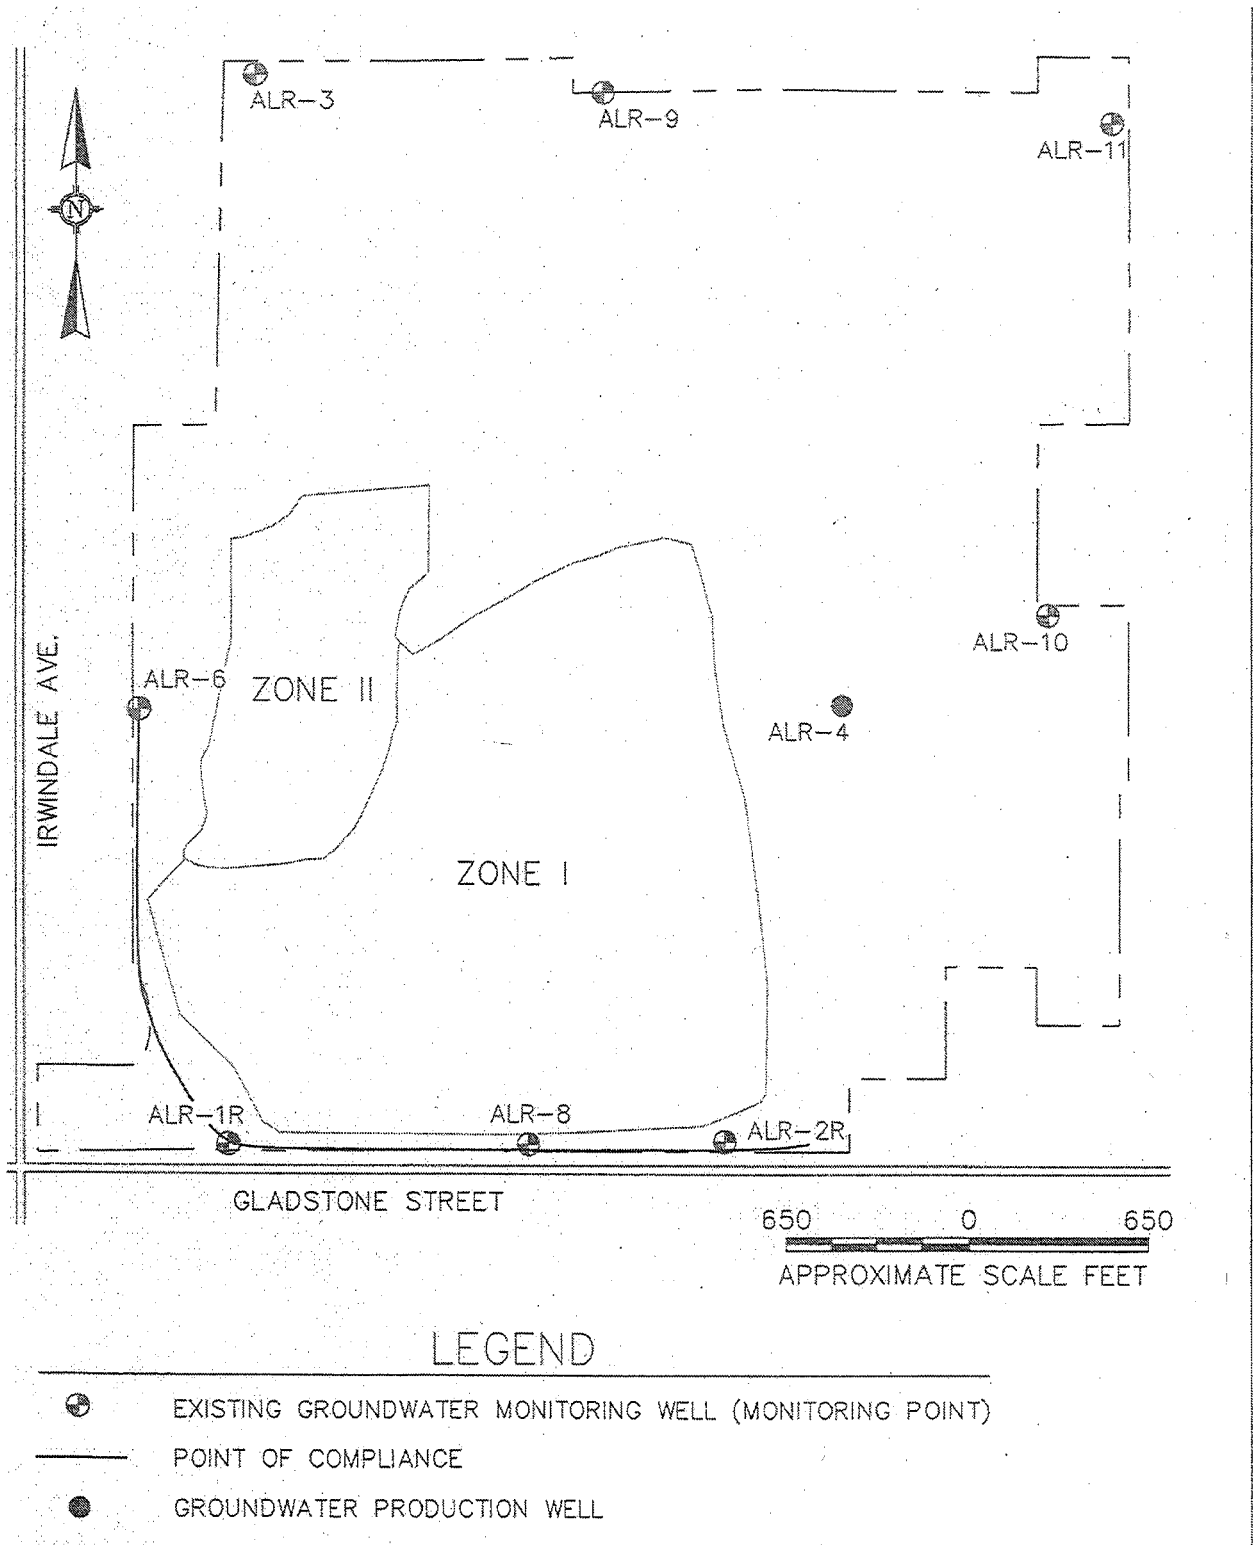 ALR-3
ALR-9
ALR-11
N
ALR-10
ALR-6
ZONE II
ALR-4
IRWINDALE AVE.
ZONE I
ALR-1R
ALR-8
ALR-2R
GLADSTONE STREET
650 0 650
APPROXIMATE SCALE FEET
LEGEND
EXISTING GROUNDWATER MONITORING WELL (MONITORING POINT)
POINT OF COMPLIANCE
GROUNDWATER PRODUCTION WELL